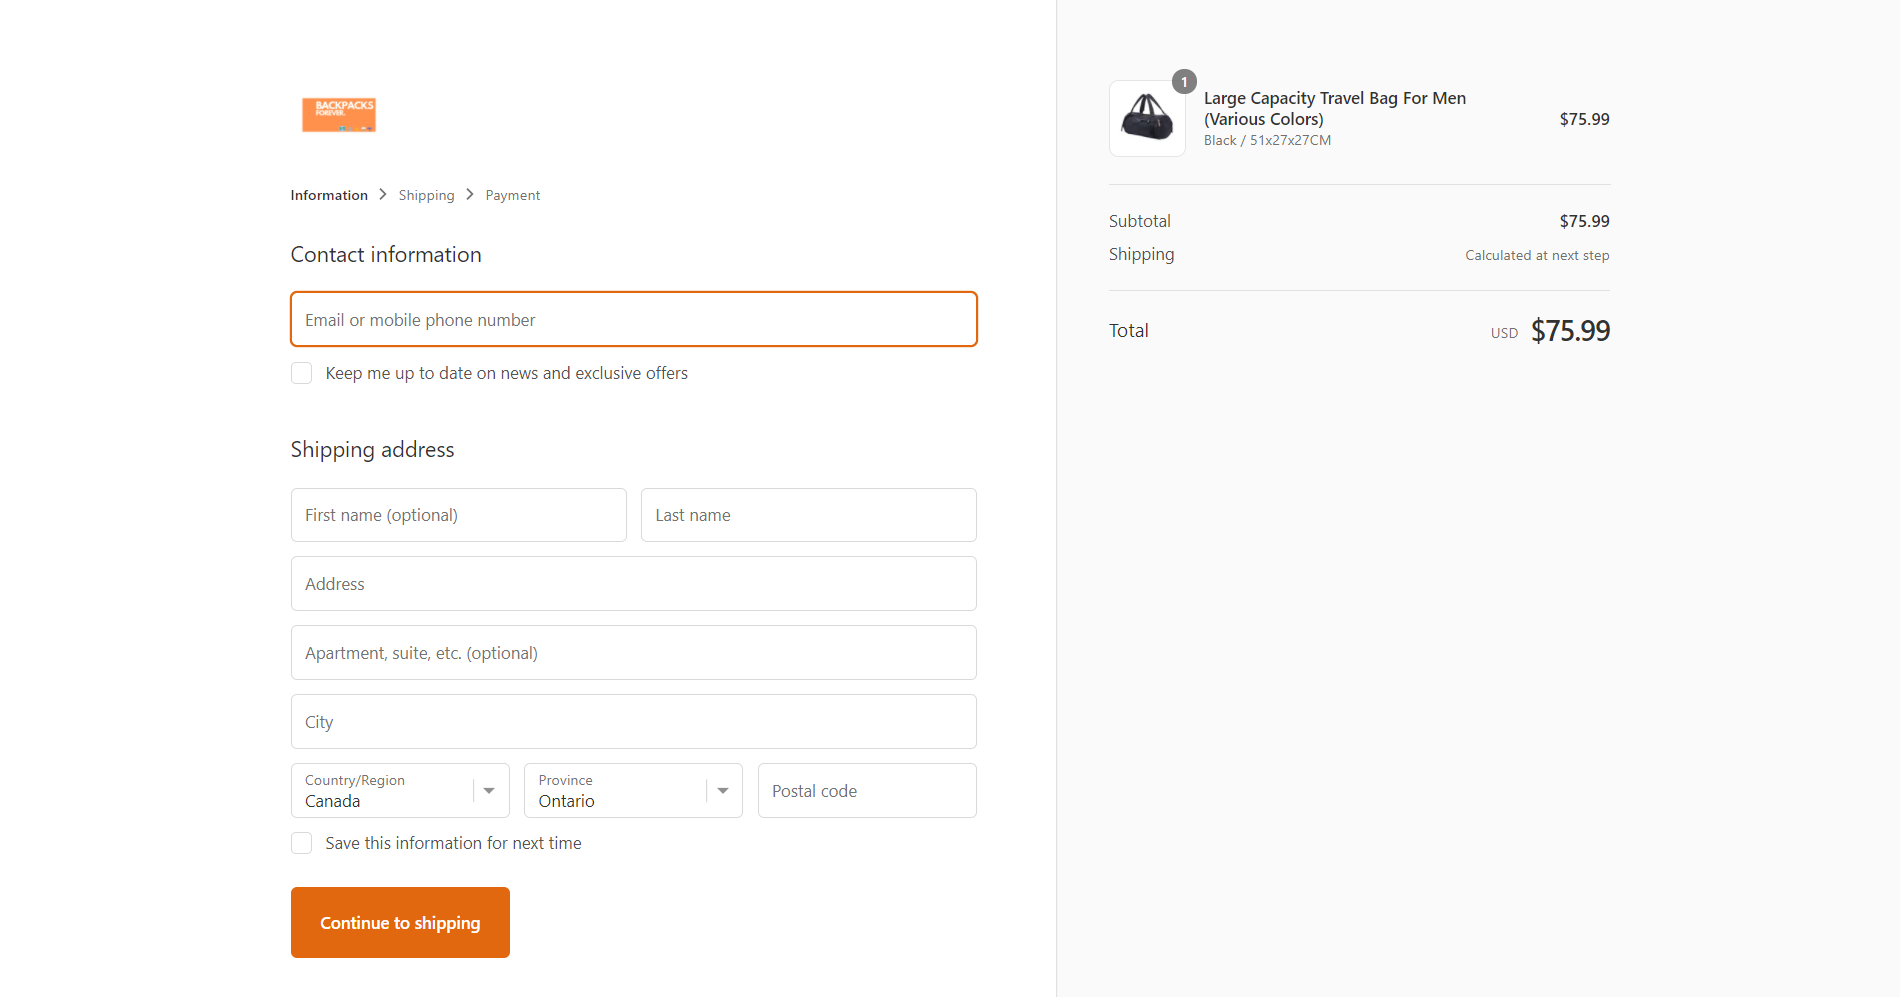 BACKPACKS
FOREVER.
Information > Shipping > Payment
Contact information
Email or mobile phone number
Keep me up to date on news and exclusive offers
Shipping address
First name (optional)
Last name
Address
Apartment, suite, etc. (optional)
City
Country/Region
Canada
Province
Ontario
Postal code
Save this information for next time
Continue to shipping
1
Large Capacity Travel Bag For Men
(Various Colors)
Black / 51x27x27CM
$75.99
Subtotal $75.99
Shipping Calculated at next step
Total USD $75.99